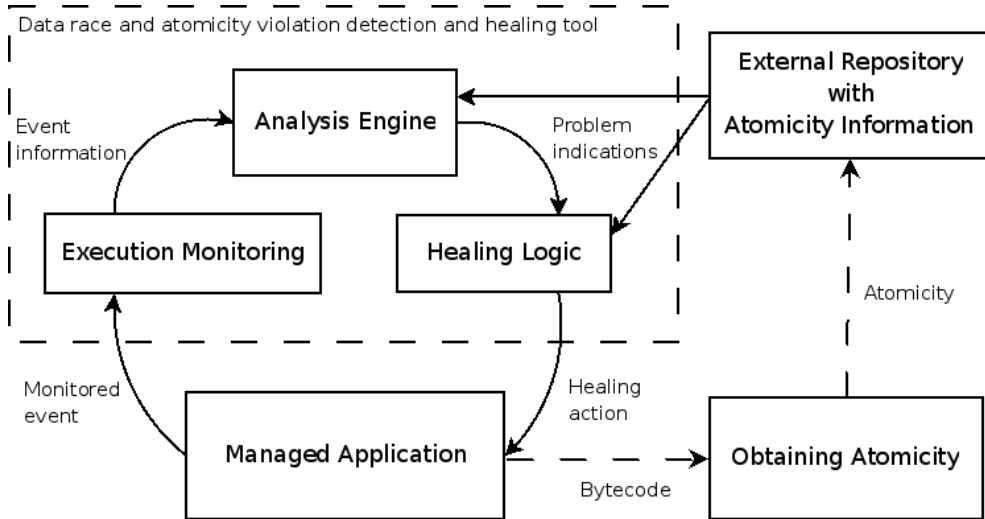 Data race and atomicity violation detection and healing tool
Analysis Engine
External Repository
with
Atomicity Information
Event
information
Problem
indications
Execution Monitoring
Healing Logic
Atomicity
Monitored
event
Healing
action
Managed Application
Obtaining Atomicity
Bytecode